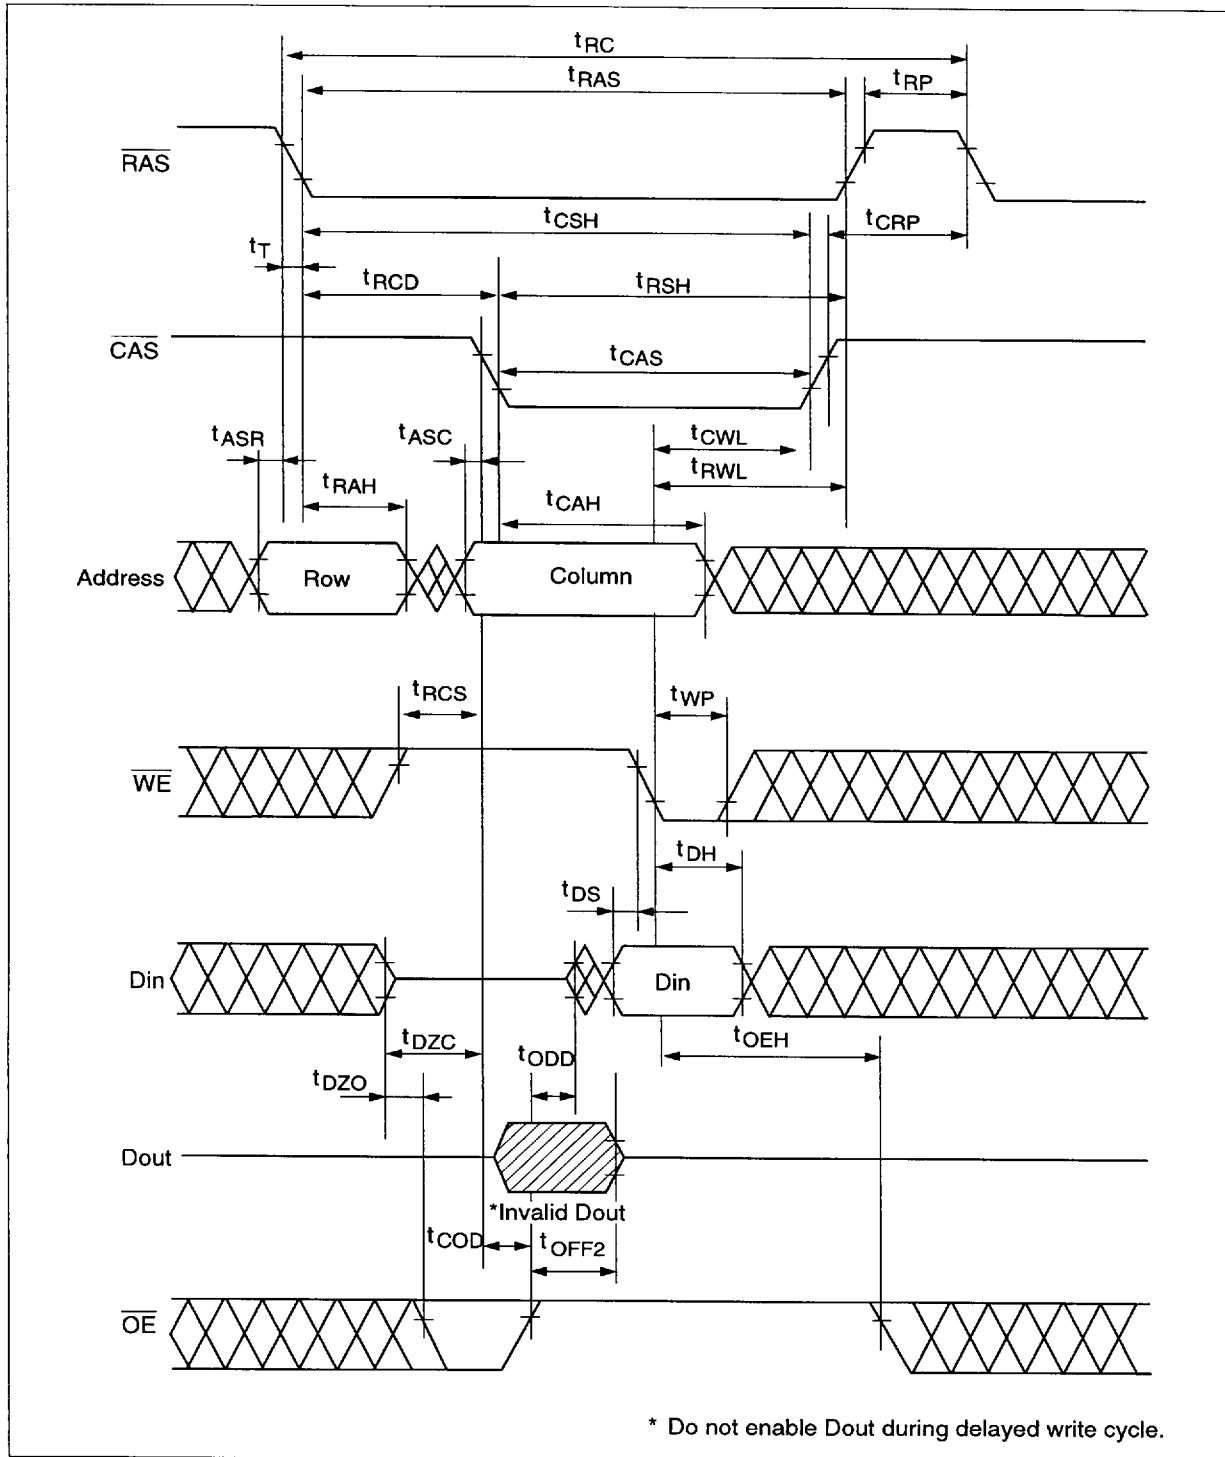 tRC
tRAS
tRP
RAS
tCSH
tCRP
tT
tRCD
tRSH
CAS
tCAS
tASR
tASC
tCWL
tRWL
tRAH
tCAH
Address
Row
Column
tRCS
tWP
WE
tDH
tDS
Din
Din
tDZC
tODD
tOEH
tDZO
Dout
*Invalid Dout
tCOD
tOFF2
OE
* Do not enable Dout during delayed write cycle.